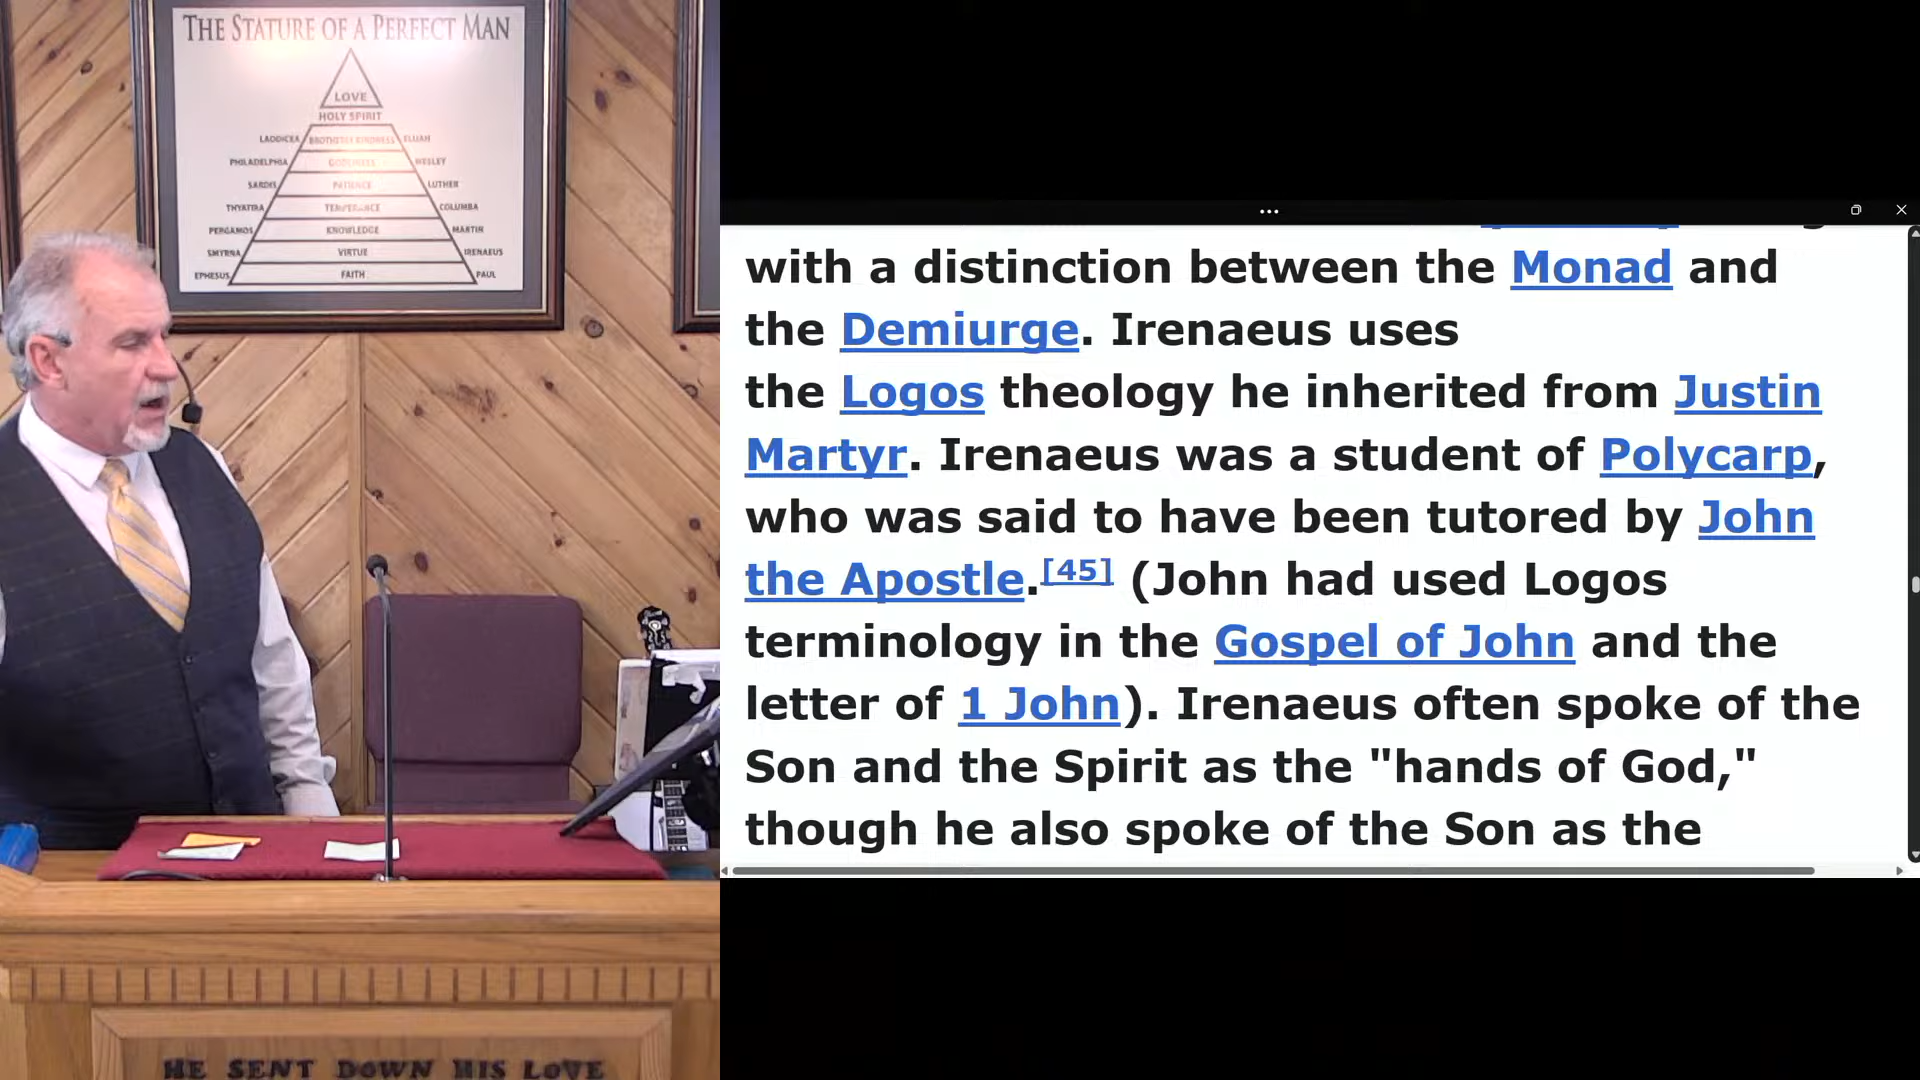 THE STATURE OF A PERFECT MAN
LOVE
HOLY SPIRIT
LAODICEA BROTHERLY KINDNESS ELIJAH
PHILADELPHIA GODLINESS WESLEY
SARDIS PATIENCE LUTHER
THYATIRA TEMPERANCE COLUMBA
PERGAMOS KNOWLEDGE MARTIN
SMYRNA VIRTUE IRENAEUS
EPHESUS FAITH PAUL
HE SENT DOWN HIS LOVE
with a distinction between the Monad and
the Demiurge. Irenaeus uses
the Logos theology he inherited from Justin
Martyr. Irenaeus was a student of Polycarp,
who was said to have been tutored by John
the Apostle.[45] (John had used Logos
terminology in the Gospel of John and the
letter of 1 John). Irenaeus often spoke of the
Son and the Spirit as the "hands of God,"
though he also spoke of the Son as the